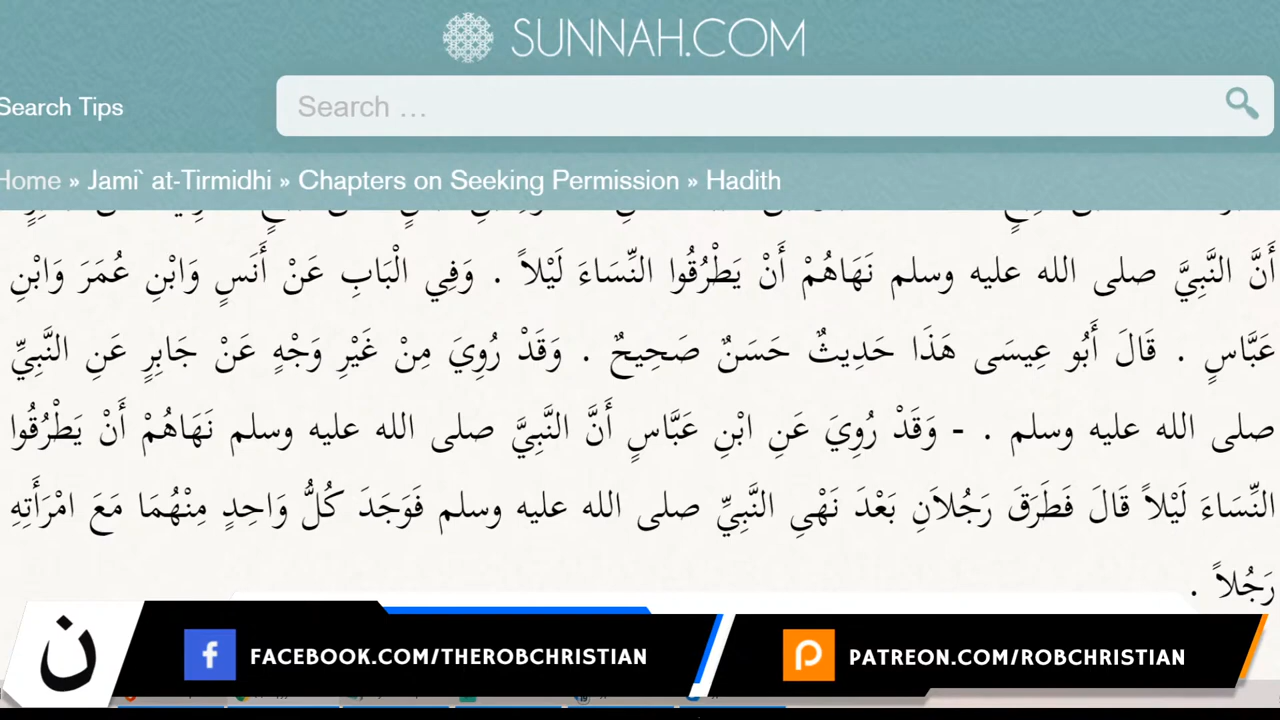 SUNNAH.COM
Search Tips
Search ...
Home » Jami` at-Tirmidhi » Chapters on Seeking Permission » Hadith
أَنَّ النَّبِيَّ صلى الله عليه وسلم نَهَاهُمْ أَنْ يَطْرُقُوا النِّسَاءَ لَيْلاً . وَفِي الْبَابِ عَنْ أَنَسٍ وَابْنِ عُمَرَ وَابْنِ
عَبَّاسٍ . قَالَ أَبُو عِيسَى هَذَا حَدِيثٌ حَسَنٌ صَحِيحٌ . وَقَدْ رُوِيَ مِنْ غَيْرِ وَجْهٍ عَنْ جَابِرٍ عَنِ النَّبِيِّ
صلى الله عليه وسلم . - وَقَدْ رُوِيَ عَنِ ابْنِ عَبَّاسٍ أَنَّ النَّبِيَّ صلى الله عليه وسلم نَهَاهُمْ أَنْ يَطْرُقُوا
النِّسَاءَ لَيْلاً قَالَ فَطَرَقَ رَجُلاَنِ بَعْدَ نَهْىِ النَّبِيِّ صلى الله عليه وسلم فَوَجَدَ كُلُّ وَاحِدٍ مِنْهُمَا مَعَ امْرَأَتِهِ
رَجُلاً .
ن
FACEBOOK.COM/THEROBCHRISTIAN
PATREON.COM/ROBCHRISTIAN